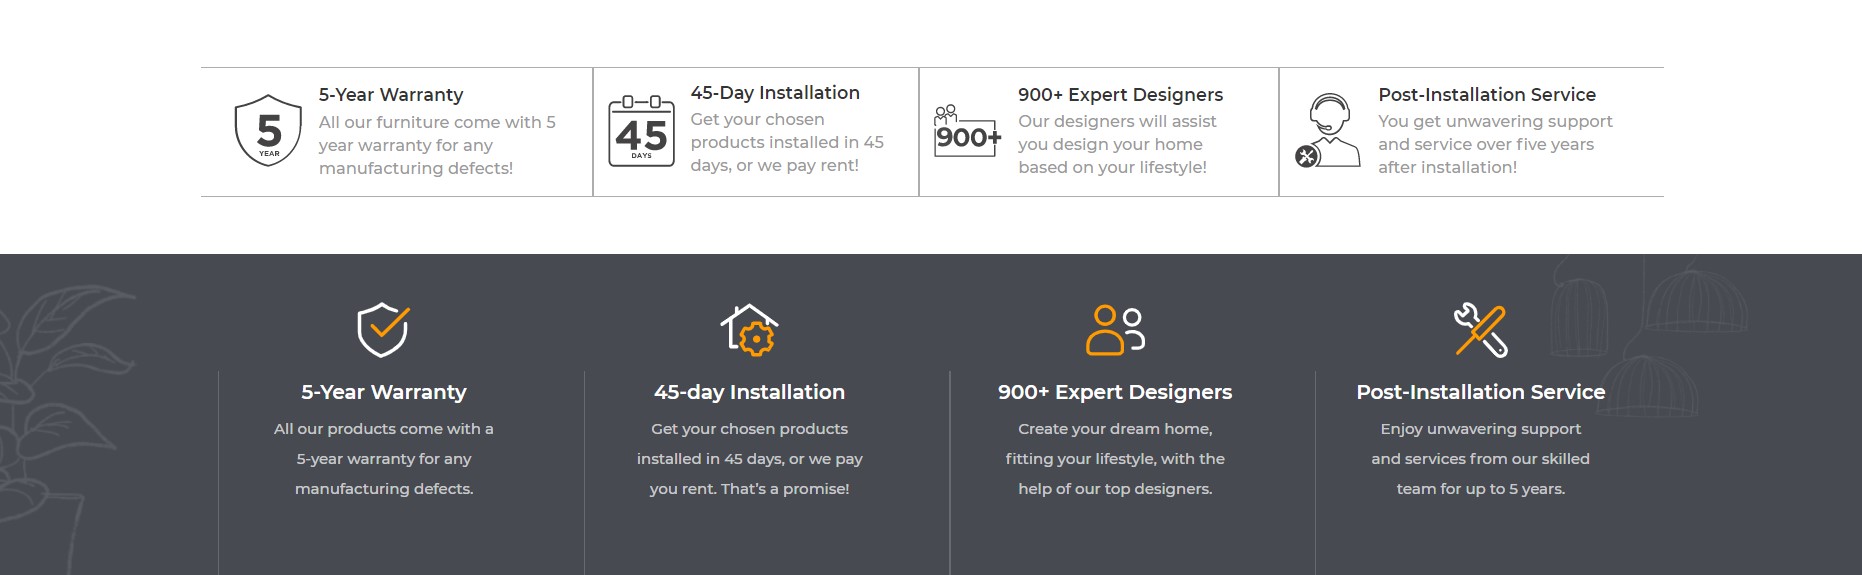 5-Year Warranty
All our furniture come with 5
year warranty for any
manufacturing defects!
5
YEAR
45-Day Installation
Get your chosen
products installed in 45
days, or we pay rent!
45
DAYS
900+ Expert Designers
Our designers will assist
you design your home
based on your lifestyle!
900+
Post-Installation Service
You get unwavering support
and service over five years
after installation!
5-Year Warranty
All our products come with a
5-year warranty for any
manufacturing defects.
45-day Installation
Get your chosen products
installed in 45 days, or we pay
you rent. That's a promise!
900+ Expert Designers
Create your dream home,
fitting your lifestyle, with the
help of our top designers.
Post-Installation Service
Enjoy unwavering support
and services from our skilled
team for up to 5 years.